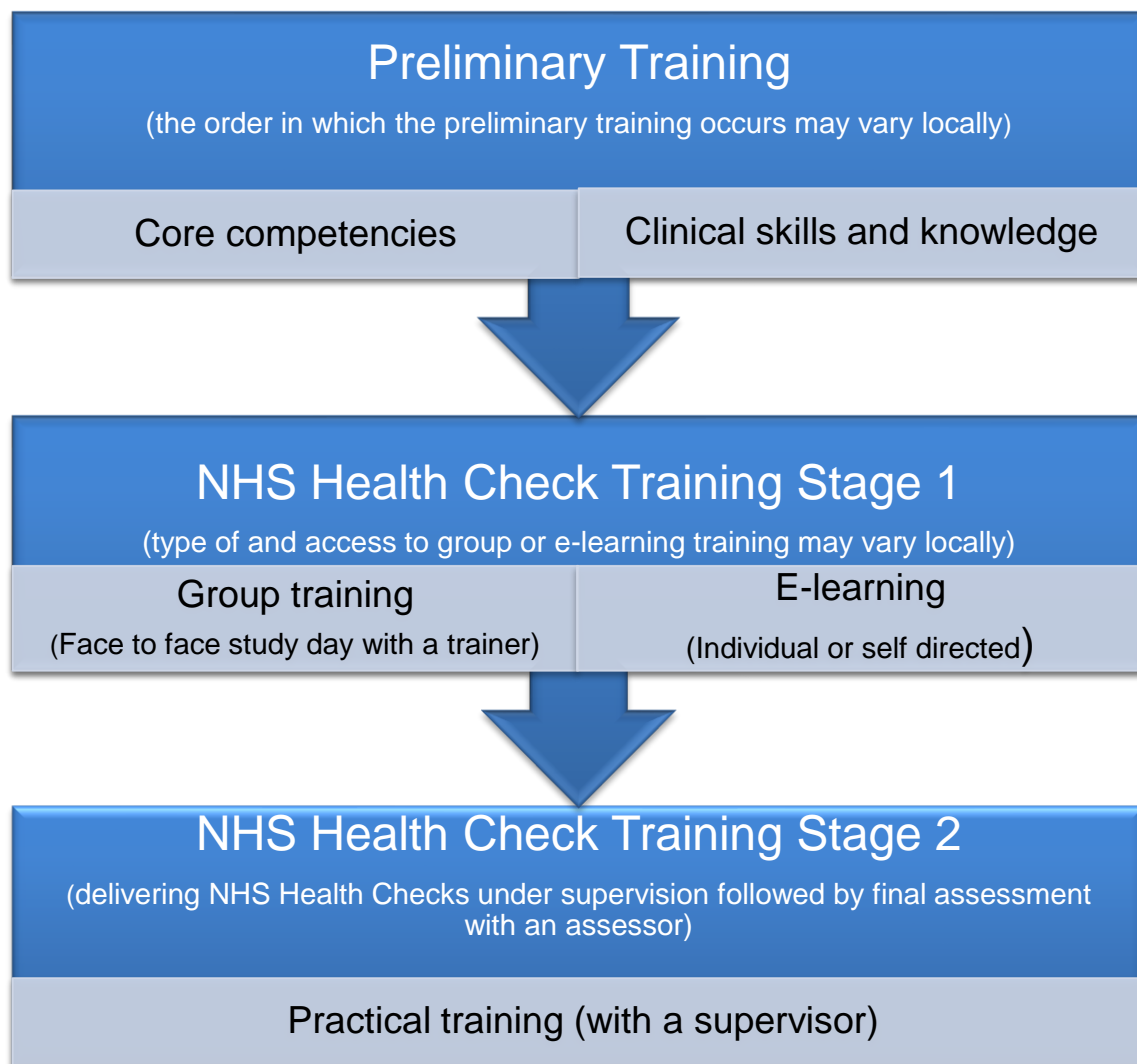 Preliminary Training
(the order in which the preliminary training occurs may vary locally)
Core competencies
Clinical skills and knowledge
NHS Health Check Training Stage 1
(type of and access to group or e-learning training may vary locally)
Group training
(Face to face study day with a trainer)
E-learning
(Individual or self directed)
NHS Health Check Training Stage 2
(delivering NHS Health Checks under supervision followed by final assessment
with an assessor)
Practical training (with a supervisor)